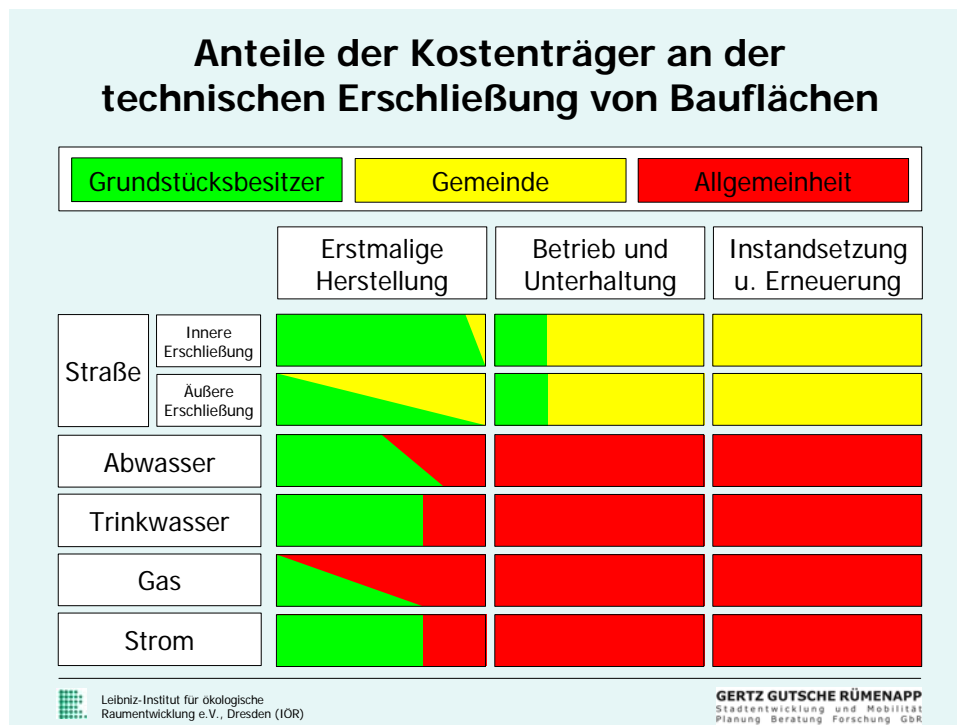 Anteile der Kostenträger an der
technischen Erschließung von Bauflächen
Grundstücksbesitzer
Gemeinde
Allgemeinheit
Erstmalige
Herstellung
Betrieb und
Unterhaltung
Instandsetzung
u. Erneuerung
Straße
Innere
Erschließung
Äußere
Erschließung
Abwasser
Trinkwasser
Gas
Strom
Leibniz-Institut für ökologische
Raumentwicklung e.V., Dresden (IÖR)
GERTZ GUTSCHE RÜMENAPP
Stadtentwicklung und Mobilität
Planung Beratung Forschung GbR